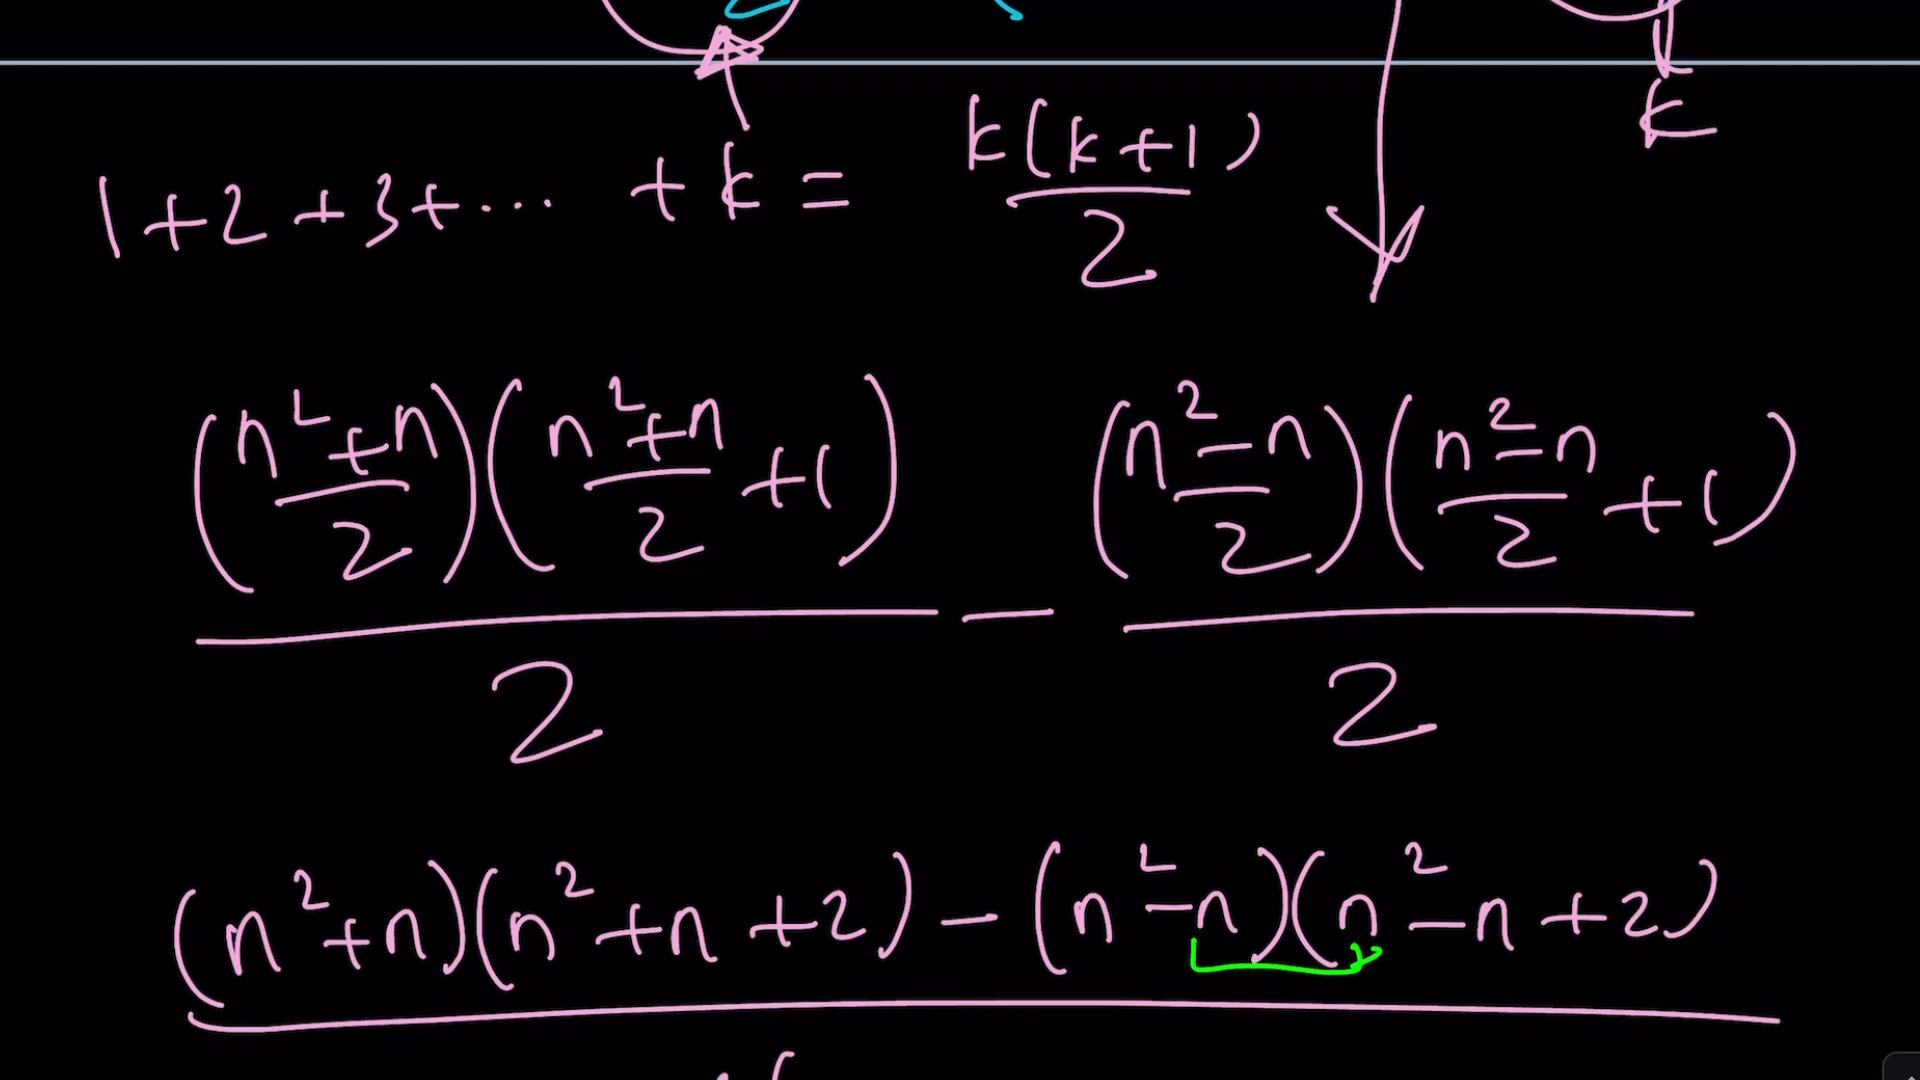 k
1+2+3+... +k = k(k+1)/2
((n²+n)/2)((n²+n)/2 +1)/2 − ((n²−n)/2)((n²−n)/2 +1)/2
(n²+n)(n²+n+2) − (n²−n)(n²−n+2)